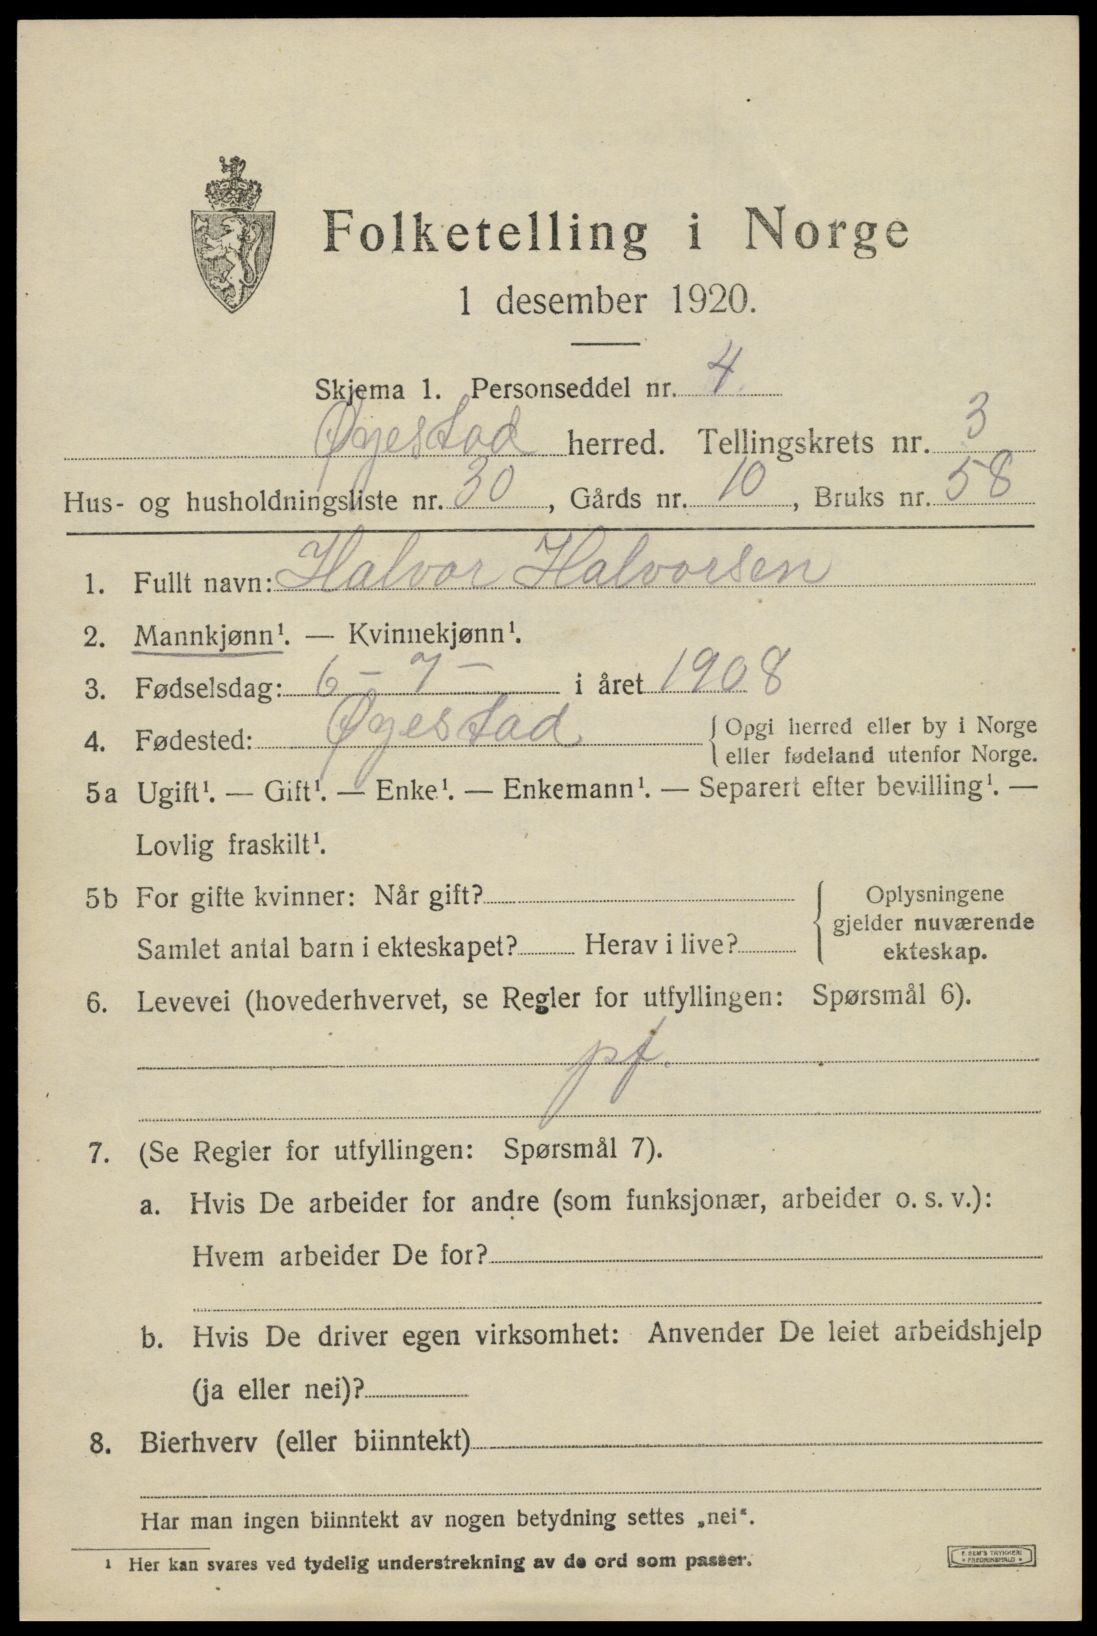 Folketelling i Norge
1 desember 1920.
Skjema 1. Personseddel nr. 4
Øyestad herred. Tellingskrets nr. 3
Hus- og husholdningsliste nr. 30, Gårds nr. 10, Bruks nr. 58
1. Fullt navn: Halvor Halvorsen
2. Mannkjønn¹. — Kvinnekjønn¹.
3. Fødselsdag: 6 - 7 - i året 1908
4. Fødested: Øyestad { Opgi herred eller by i Norge
eller fødeland utenfor Norge.
5a Ugift¹. — Gift¹. — Enke¹. — Enkemann¹. — Separert efter bevilling¹. —
Lovlig fraskilt¹.
5b For gifte kvinner: Når gift?
Samlet antal barn i ekteskapet? Herav i live?
{ Oplysningene
gjelder nuværende
ekteskap.
6. Levevei (hovederhvervet, se Regler for utfyllingen: Spørsmål 6).
pf.
7. (Se Regler for utfyllingen: Spørsmål 7).
a. Hvis De arbeider for andre (som funksjonær, arbeider o. s. v.):
Hvem arbeider De for?
b. Hvis De driver egen virksomhet: Anvender De leiet arbeidshjelp
(ja eller nei)?
8. Bierhverv (eller biinntekt)
Har man ingen biinntekt av nogen betydning settes „nei“.
¹ Her kan svares ved tydelig understrekning av de ord som passer.
E SEM'S TRYKKERI
• FREDRIKSHALD •